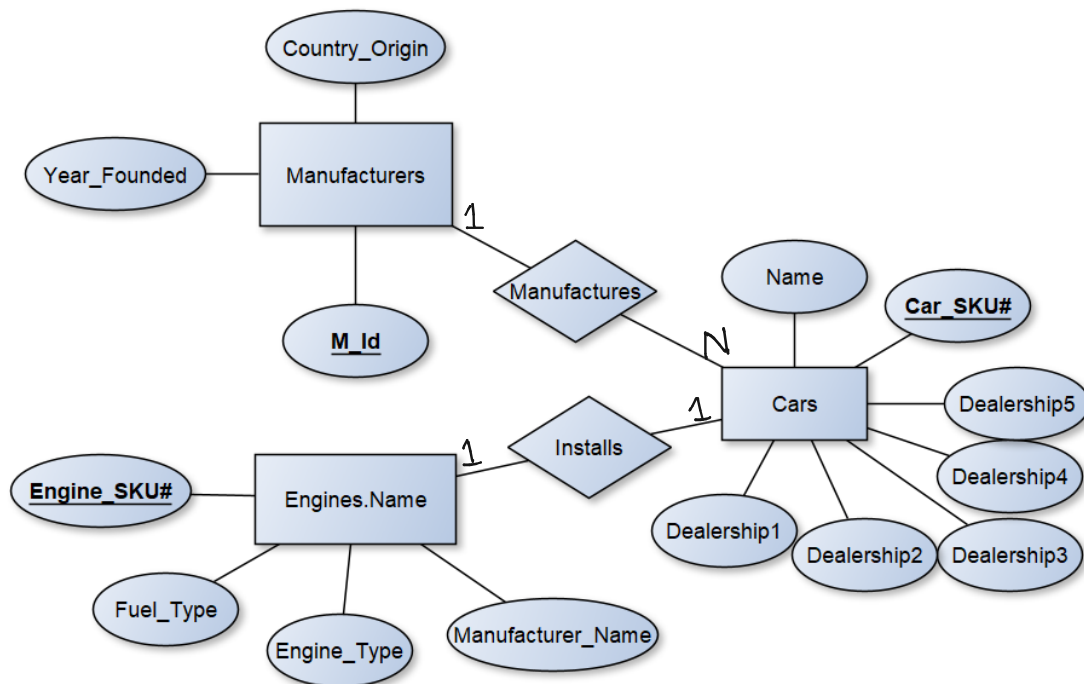 Country_Origin
Year_Founded
Manufacturers
1
Manufactures
M_Id
Name
Car_SKU#
N
Cars
Dealership5
1
Installs
1
Dealership4
Engine_SKU#
Engines.Name
Dealership1
Dealership2
Dealership3
Fuel_Type
Engine_Type
Manufacturer_Name